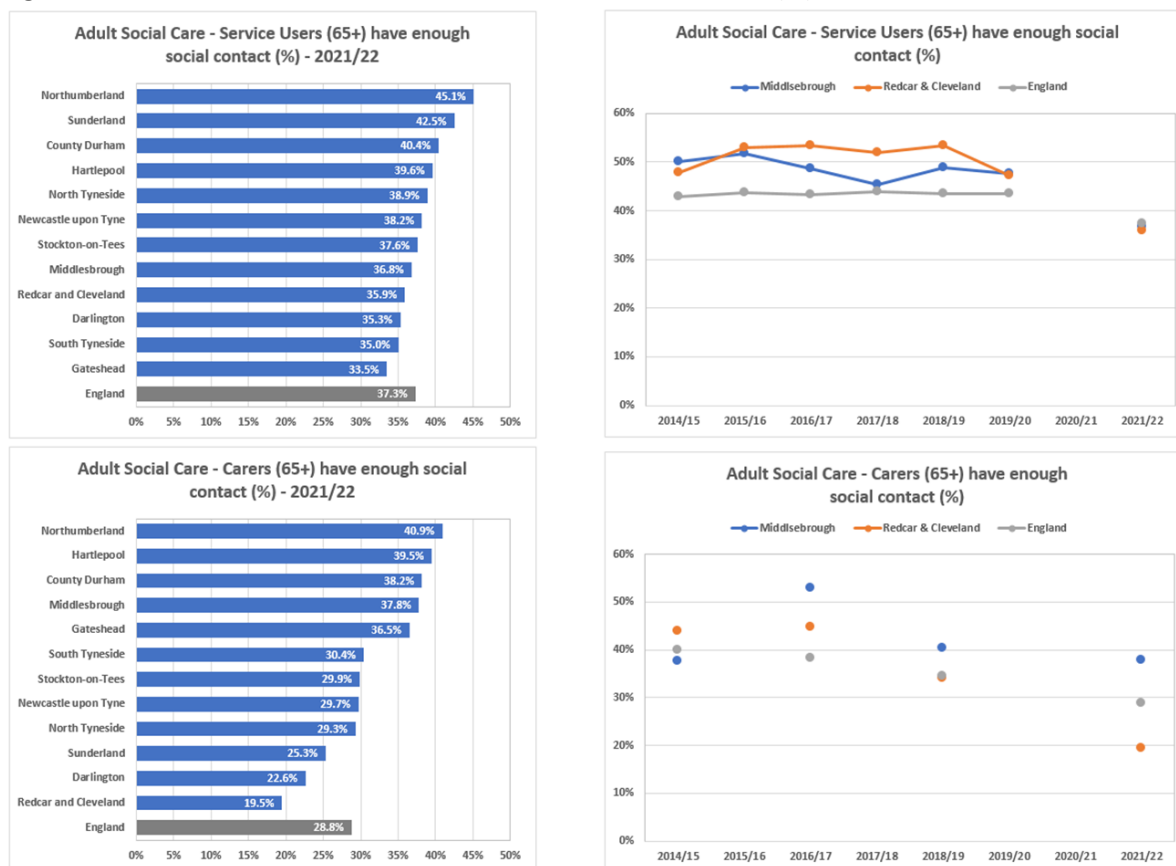 Adult Social Care - Service Users (65+) have enough
social contact (%) - 2021/22
Northumberland 45.1%
Sunderland 42.5%
County Durham 40.4%
Hartlepool 39.6%
North Tyneside 38.9%
Newcastle upon Tyne 38.2%
Stockton-on-Tees 37.6%
Middlesbrough 36.8%
Redcar and Cleveland 35.9%
Darlington 35.3%
South Tyneside 35.0%
Gateshead 33.5%
England 37.3%
0% 5% 10% 15% 20% 25% 30% 35% 40% 45% 50%
Adult Social Care - Service Users (65+) have enough social
contact (%)
Middlsebrough Redcar & Cleveland England
60%
50%
40%
30%
20%
10%
0%
2014/15 2015/16 2016/17 2017/18 2018/19 2019/20 2020/21 2021/22
Adult Social Care - Carers (65+) have enough social
contact (%) - 2021/22
Northumberland 40.9%
Hartlepool 39.5%
County Durham 38.2%
Middlesbrough 37.8%
Gateshead 36.5%
South Tyneside 30.4%
Stockton-on-Tees 29.9%
Newcastle upon Tyne 29.7%
North Tyneside 29.3%
Sunderland 25.3%
Darlington 22.6%
Redcar and Cleveland 19.5%
England 28.8%
0% 5% 10% 15% 20% 25% 30% 35% 40% 45% 50%
Adult Social Care - Carers (65+) have enough
social contact (%)
Middlsebrough Redcar & Cleveland England
60%
50%
40%
30%
20%
10%
0%
2014/15 2015/16 2016/17 2017/18 2018/19 2019/20 2020/21 2021/22